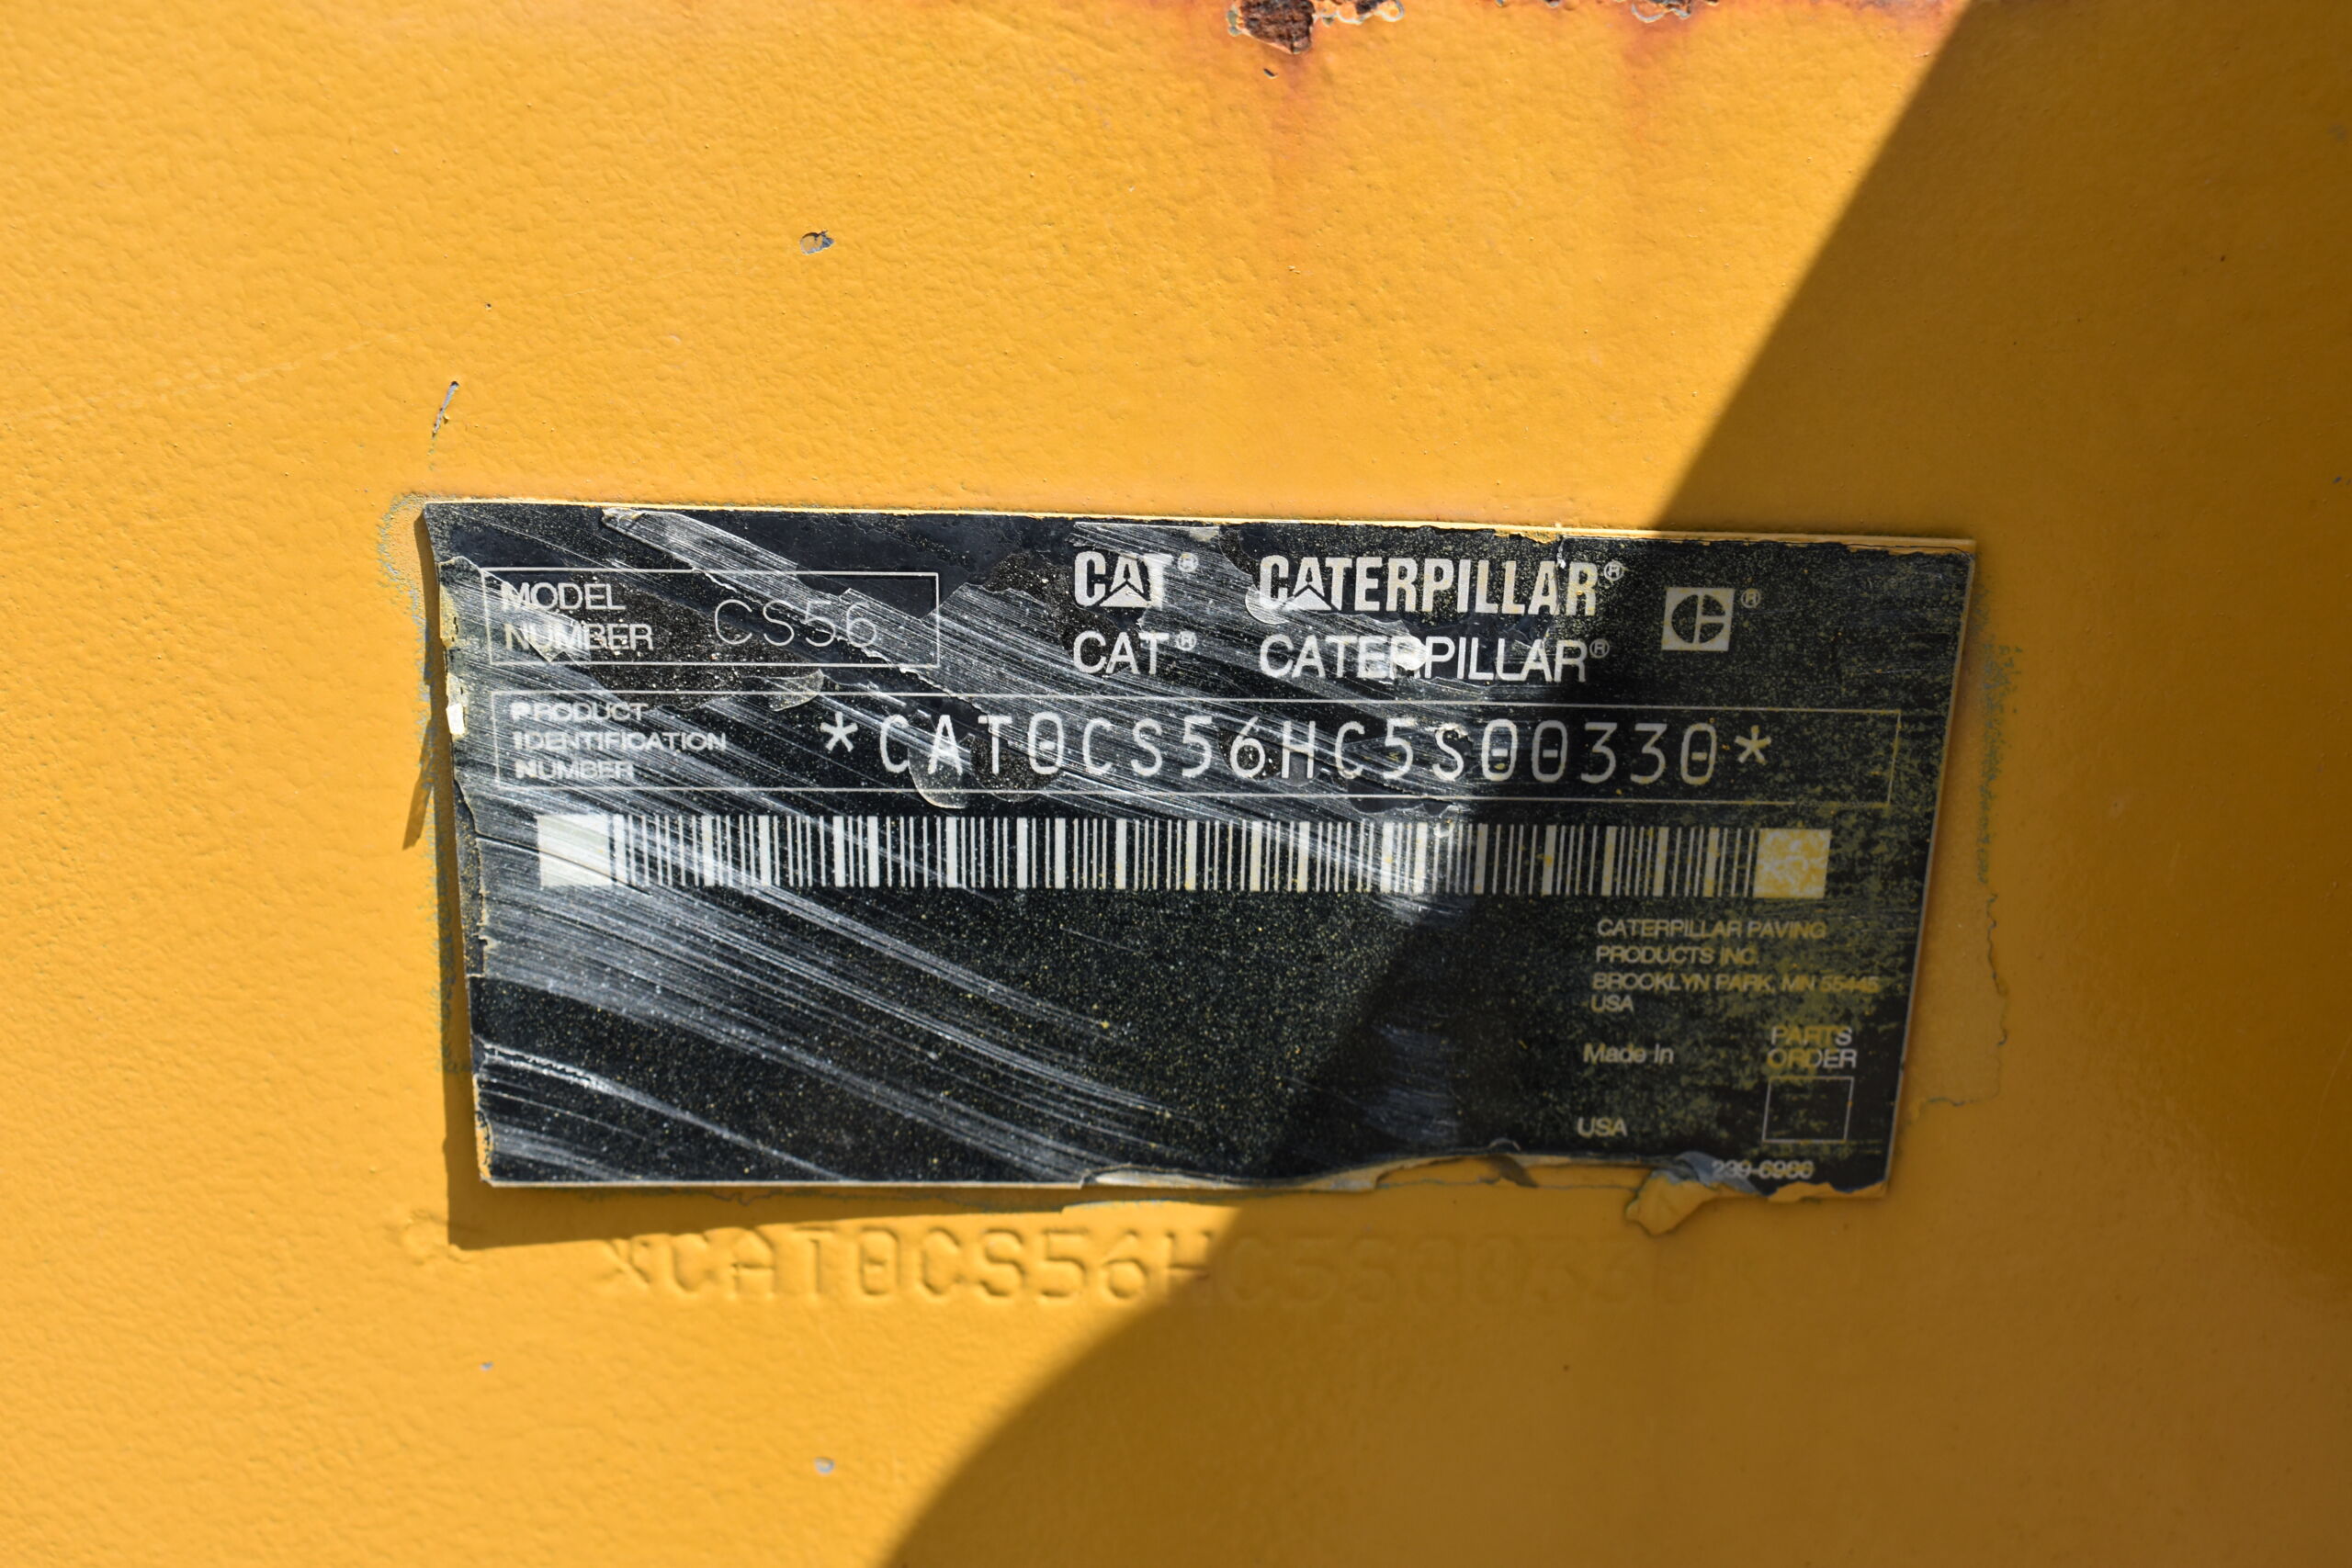 MODEL
NUMBER
CS56
CAT® CATERPILLAR® ®
CAT® CATERPILLAR®
PRODUCT
IDENTIFICATION
NUMBER
*CAT0CS56HC5S00330*
CATERPILLAR PAVING
PRODUCTS INC.
BROOKLYN PARK, MN 55445
USA
Made In
USA
PARTS
ORDER
239-6966
*CAT0CS56HC5S0033